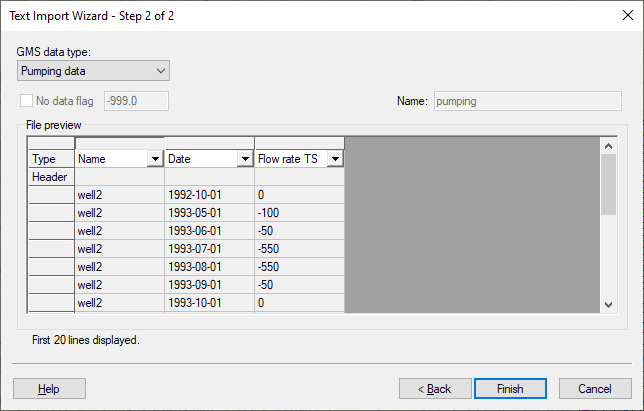 Text Import Wizard - Step 2 of 2
GMS data type:
Pumping data
No data flag -999.0 Name: pumping
File preview
Type Name Date Flow rate TS
Header
well2 1992-10-01 0
well2 1993-05-01 -100
well2 1993-06-01 -50
well2 1993-07-01 -550
well2 1993-08-01 -550
well2 1993-09-01 -50
well2 1993-10-01 0
First 20 lines displayed.
Help < Back Finish Cancel